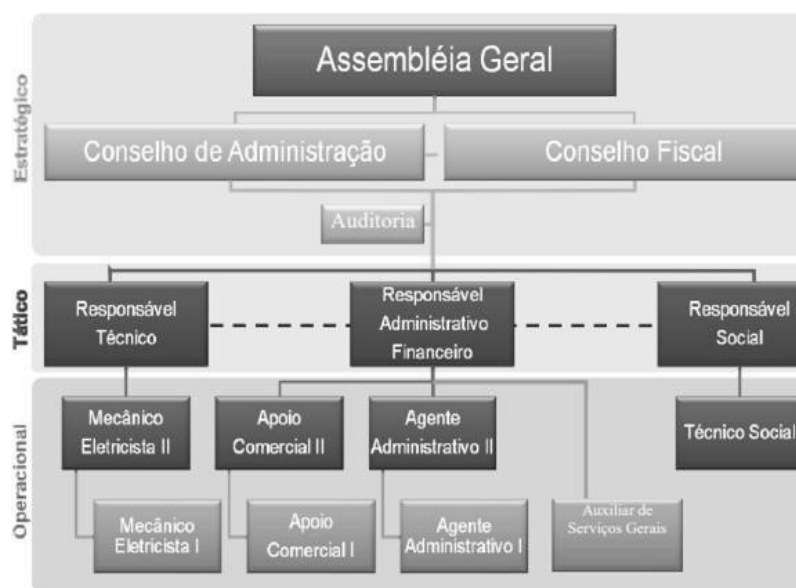 Estratégico
Assembléia Geral
Conselho de Administração
Conselho Fiscal
Auditoria
Tático
Responsável
Técnico
Responsável
Administrativo
Financeiro
Responsável
Social
Operacional
Mecânico
Eletricista II
Apoio
Comercial II
Agente
Administrativo II
Técnico Social
Mecânico
Eletricista I
Apoio
Comercial I
Agente
Administrativo I
Auxiliar de
Serviços Gerais